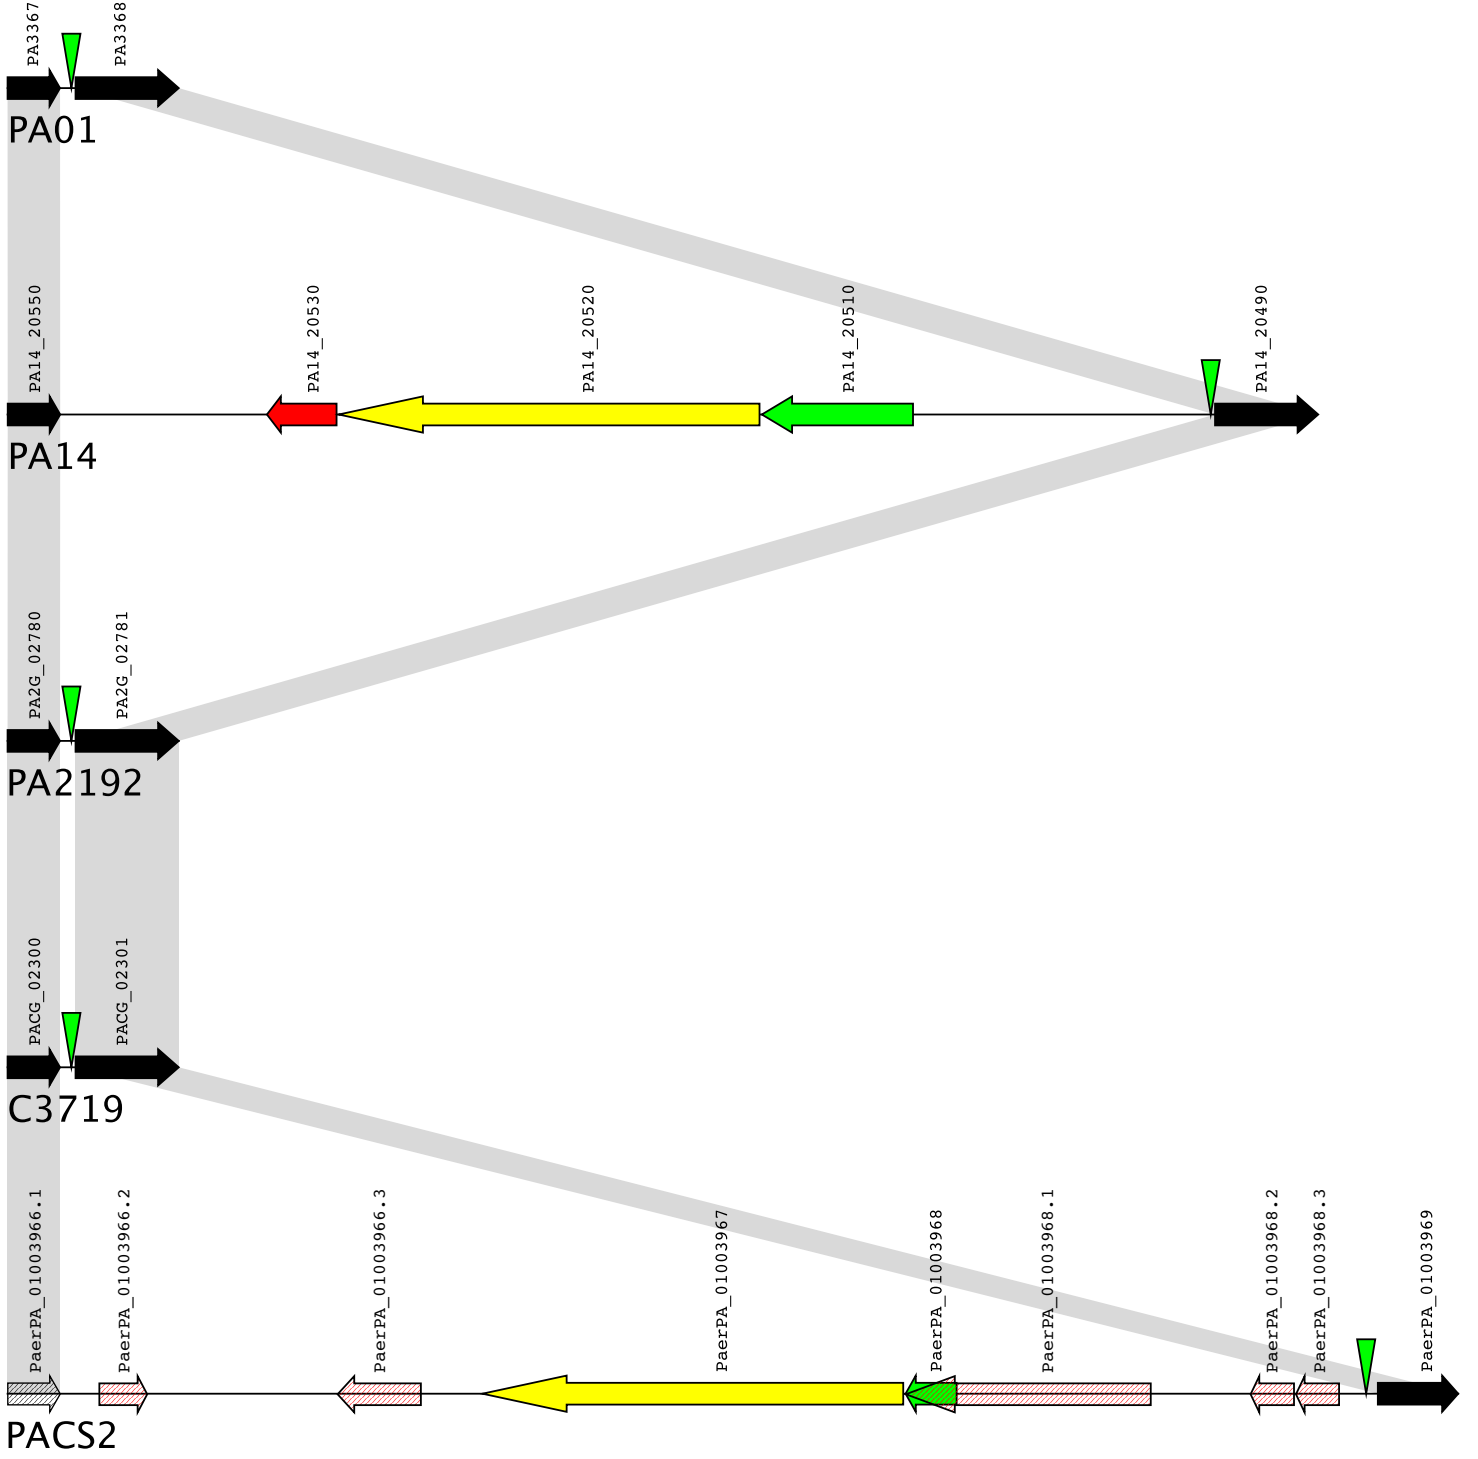 PA3367
PA3368
PA01
PA14_20550
PA14_20530
PA14_20520
PA14_20510
PA14_20490
PA14
PA2G_02780
PA2G_02781
PA2192
PACG_02300
PACG_02301
C3719
PaerPA_01003966.1
PaerPA_01003966.2
PaerPA_01003966.3
PaerPA_01003967
PaerPA_01003968
PaerPA_01003968.1
PaerPA_01003968.2
PaerPA_01003968.3
PaerPA_01003969
PACS2